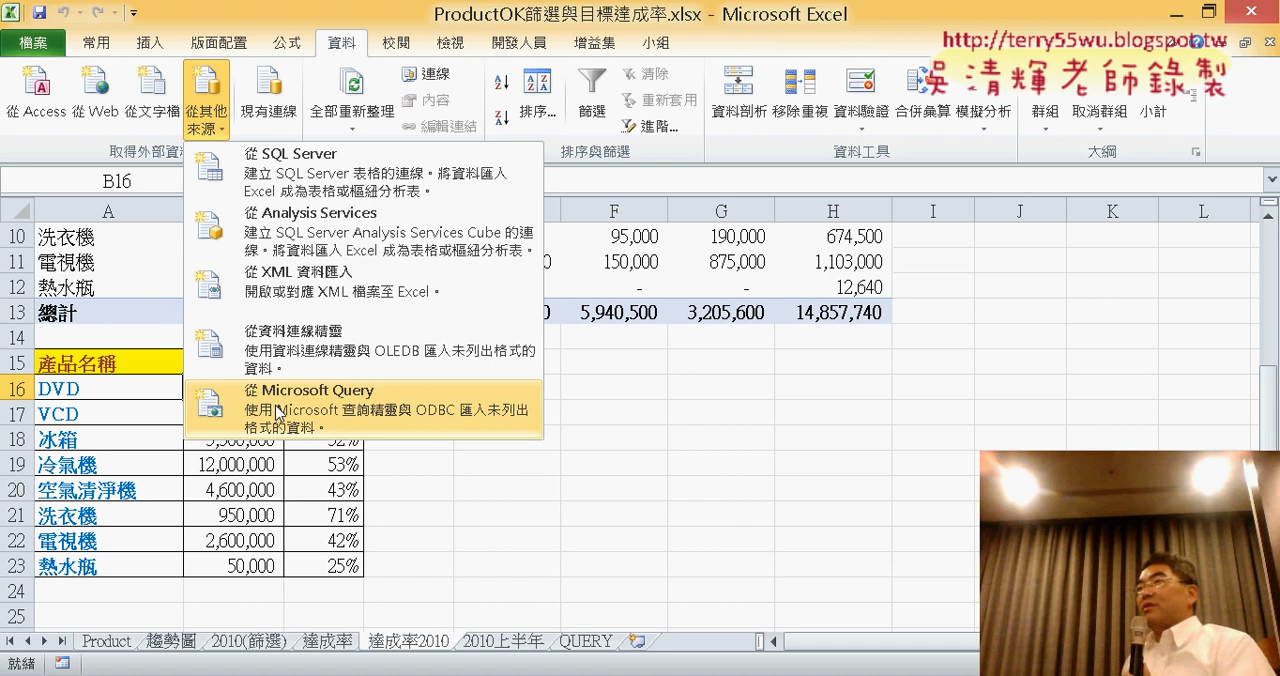 ProductOK篩選與目標達成率.xlsx - Microsoft Excel
檔案 常用 插入 版面配置 公式 資料 校閱 檢視 開發人員 增益集 小組
http://terry55wu.blogspot.tw
吳清輝老師錄製
從 Access 從 Web 從文字檔 從其他來源 現有連線 全部重新整理 連線 內容 編輯連結 排序... 篩選 清除 重新套用 進階... 資料剖析 移除重複 資料驗證 合併彙算 模擬分析 群組 取消群組 小計
取得外部資料 排序與篩選 資料工具 大綱
B16
從 SQL Server
建立 SQL Server 表格的連線。將資料匯入
Excel 成為表格或樞紐分析表。
從 Analysis Services
建立 SQL Server Analysis Services Cube 的連
線。將資料匯入 Excel 成為表格或樞紐分析表。
從 XML 資料匯入
開啟或對應 XML 檔案至 Excel。
從資料連線精靈
使用資料連線精靈與 OLEDB 匯入未列出格式的
資料。
從 Microsoft Query
使用 Microsoft 查詢精靈與 ODBC 匯入未列出
格式的資料。
A F G H I J K L
10 洗衣機 95,000 190,000 674,500
11 電視機 0 150,000 875,000 1,103,000
12 熱水瓶 - - 12,640
13 總計 0 5,940,500 3,205,600 14,857,740
14
15 產品名稱
16 DVD
17 VCD
18 冰箱
19 冷氣機 12,000,000 53%
20 空氣清淨機 4,600,000 43%
21 洗衣機 950,000 71%
22 電視機 2,600,000 42%
23 熱水瓶 50,000 25%
24
25
Product 趨勢圖 2010(篩選) 達成率 達成率2010 2010上半年 QUERY
就緒